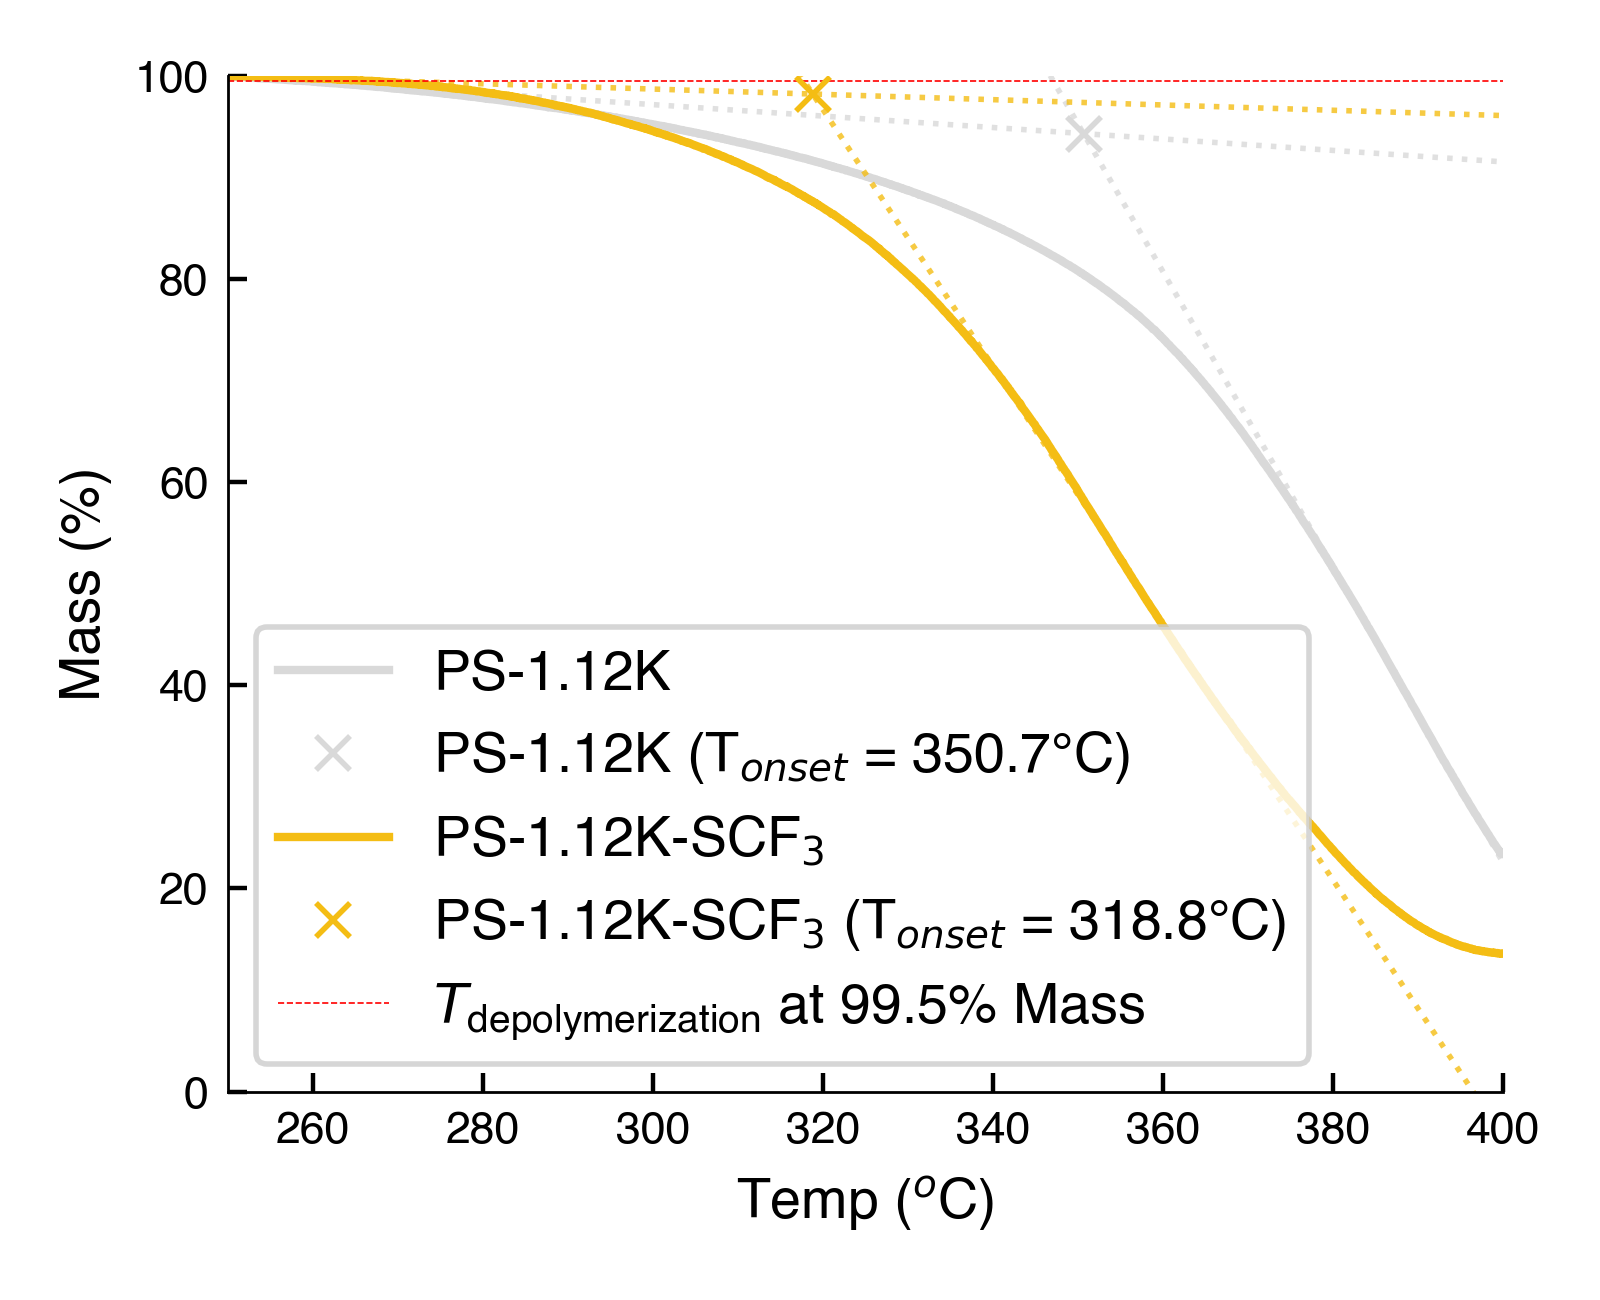 100
80
60
40
20
0
Mass (%)
PS-1.12K
PS-1.12K (Tonset = 350.7°C)
PS-1.12K-SCF₃
PS-1.12K-SCF₃ (Tonset = 318.8°C)
Tdepolymerization at 99.5% Mass
260 280 300 320 340 360 380 400
Temp (ᵒC)